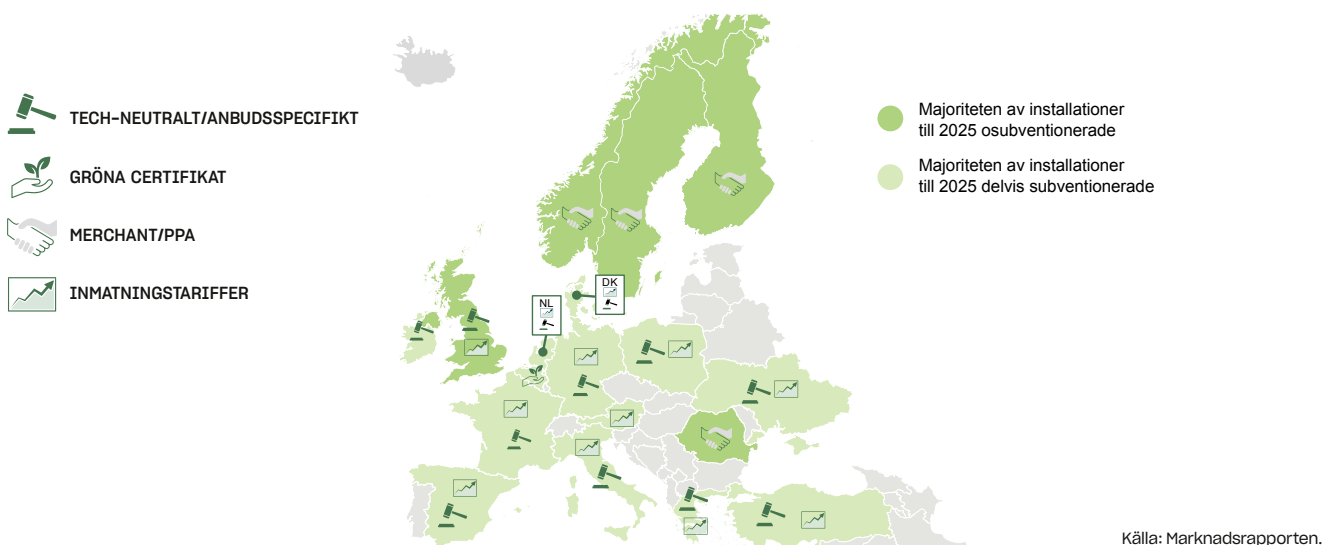 TECH-NEUTRALT/ANBUDSSPECIFIKT
GRÖNA CERTIFIKAT
MERCHANT/PPA
INMATNINGSTARIFFER
NL
DK
Majoriteten av installationer
till 2025 osubventionerade
Majoriteten av installationer
till 2025 delvis subventionerade
Källa: Marknadsrapporten.